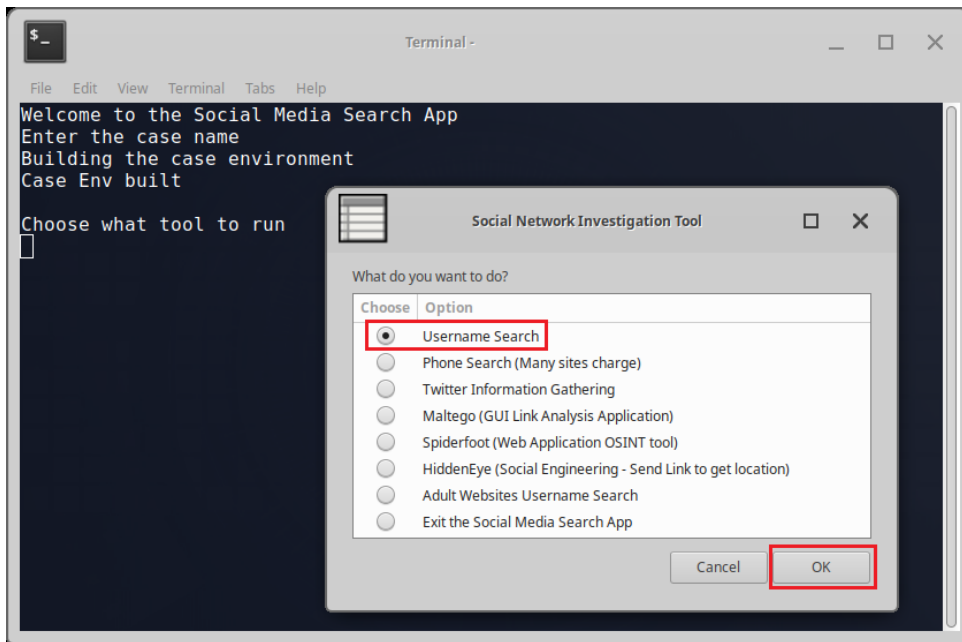 $_
Terminal -
File Edit View Terminal Tabs Help
Welcome to the Social Media Search App
Enter the case name
Building the case environment
Case Env built
Choose what tool to run
Social Network Investigation Tool
What do you want to do?
Choose Option
Username Search
Phone Search (Many sites charge)
Twitter Information Gathering
Maltego (GUI Link Analysis Application)
Spiderfoot (Web Application OSINT tool)
HiddenEye (Social Engineering - Send Link to get location)
Adult Websites Username Search
Exit the Social Media Search App
Cancel OK